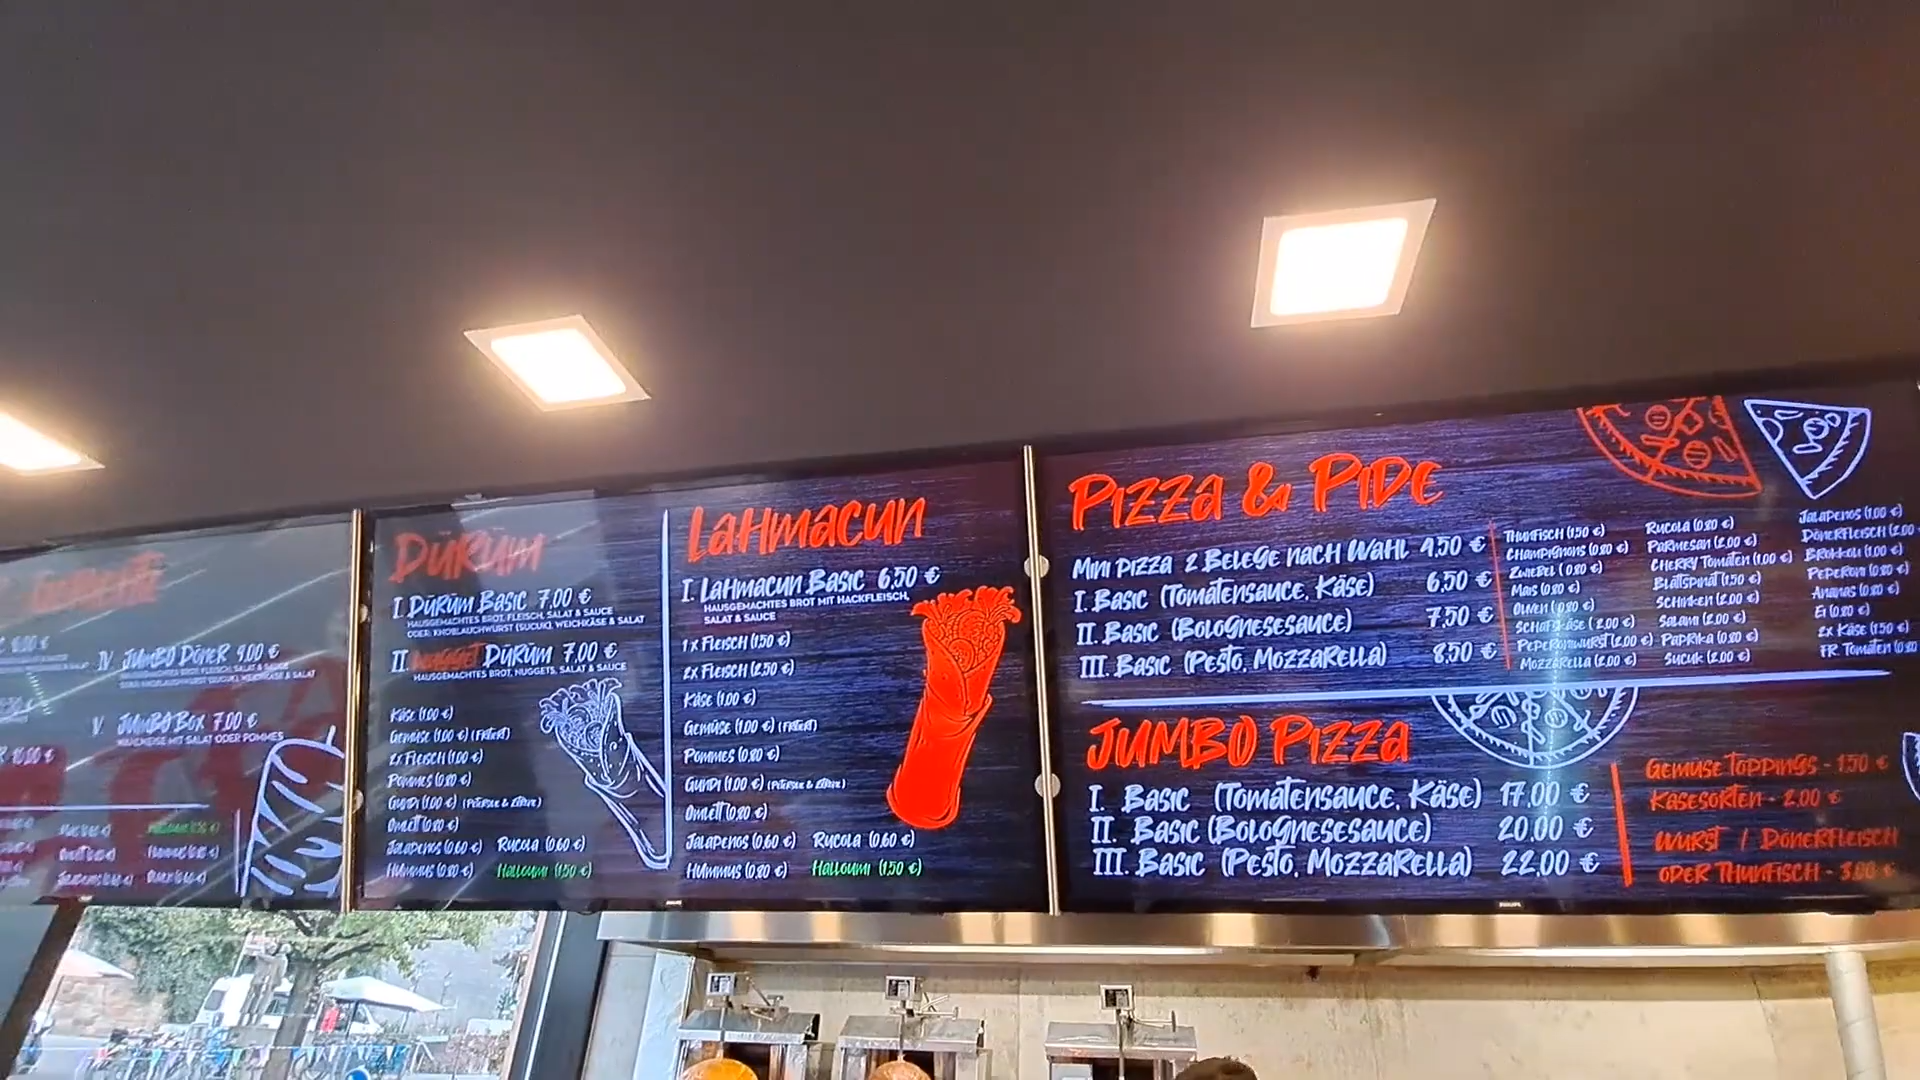 IV. Jumbo Döner 9,00 €
V. Jumbo Box 7,00 €
WAHLWEISE MIT SALAT ODER POMMES
DÜRÜM
I. DÜRÜM BASIC 7,00 €
HAUSGEMACHTES BROT, FLEISCH, SALAT & SAUCE
ODER: KNOBLAUCHWURST (SUCUK), WEICHKÄSE & SALAT
II. NUGGET DÜRÜM 7,00 €
HAUSGEMACHTES BROT, NUGGETS, SALAT & SAUCE
Käse (1,00 €)
Gemüse (1,00 €) (FRITIERT)
2x Fleisch (1,00 €)
Pommes (0,80 €)
(1,00 €)
Omlett (0,80 €)
Jalapenos (0,60 €) Rucola (0,60 €)
Hummus (0,80 €) Halloumi (1,50 €)
LAHMACUN
I. LAHMACUN BASIC 6,50 €
HAUSGEMACHTES BROT MIT HACKFLEISCH,
SALAT & SAUCE
1x Fleisch (1,50 €)
2x Fleisch (2,50 €)
Käse (1,00 €)
Gemüse (1,00 €) (FRITIERT)
Pommes (0,80 €)
(1,00 €)
Omlett (0,80 €)
Jalapenos (0,60 €) Rucola (0,60 €)
Hummus (0,80 €) Halloumi (1,50 €)
PIZZA & PIDE
MINI PIZZA 2 BELEGE NACH WAHL 4,50 €
I. BASIC (TOMATENSAUCE, KÄSE) 6,50 €
II. BASIC (BOLOGNESESAUCE) 7,50 €
III. BASIC (PESTO, MOZZARELLA) 8,50 €
Thunfisch (1,50 €)
Champignons (0,80 €)
Zwiebel (0,80 €)
Mais (0,80 €)
Oliven (0,80 €)
Schafskäse (2,00 €)
Peperoniwurst (2,00 €)
Mozzarella (2,00 €)
Rucola (0,80 €)
Parmesan (2,00 €)
Cherry Tomaten (1,00 €)
Blattspinat (1,50 €)
Schinken (2,00 €)
Salami (2,00 €)
Paprika (0,80 €)
Sucuk (2,00 €)
Jalapenos (1,00 €)
Dönerfleisch (2,00
Brokkoli (1,00 €)
Peperoni (0,80 €)
Ananas (0,80 €)
Ei (0,80 €)
2x Käse (1,50 €)
Fr. Tomaten (0,80
JUMBO PIZZA
I. BASIC (TOMATENSAUCE, KÄSE) 17,00 €
II. BASIC (BOLOGNESESAUCE) 20,00 €
III. BASIC (PESTO, MOZZARELLA) 22,00 €
GEMÜSE TOPPINGS - 1,50 €
KÄSESORTEN - 2,00 €
WURST / DÖNERFLEISCH
ODER THUNFISCH - 3,00 €
PHILIPS